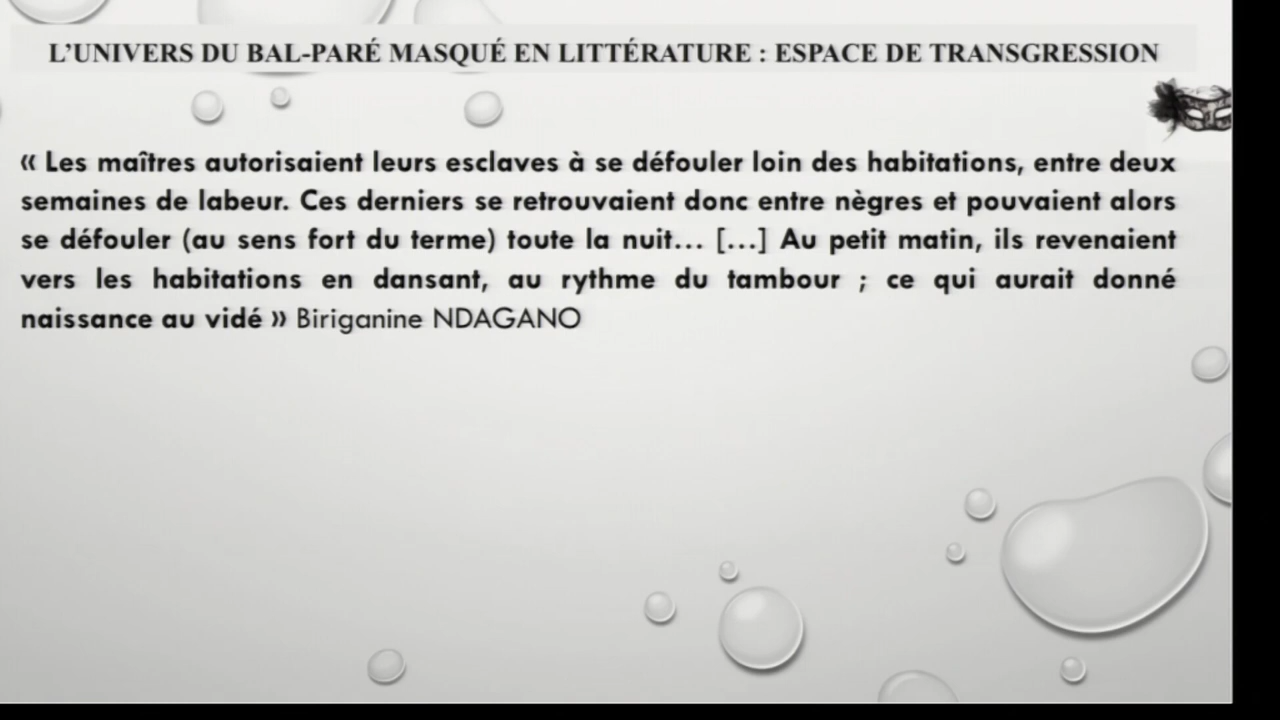 L’UNIVERS DU BAL-PARÉ MASQUÉ EN LITTÉRATURE : ESPACE DE TRANSGRESSION
« Les maîtres autorisaient leurs esclaves à se défouler loin des habitations, entre deux
semaines de labeur. Ces derniers se retrouvaient donc entre nègres et pouvaient alors
se défouler (au sens fort du terme) toute la nuit... [...] Au petit matin, ils revenaient
vers les habitations en dansant, au rythme du tambour ; ce qui aurait donné
naissance au vidé » Biriganine NDAGANO